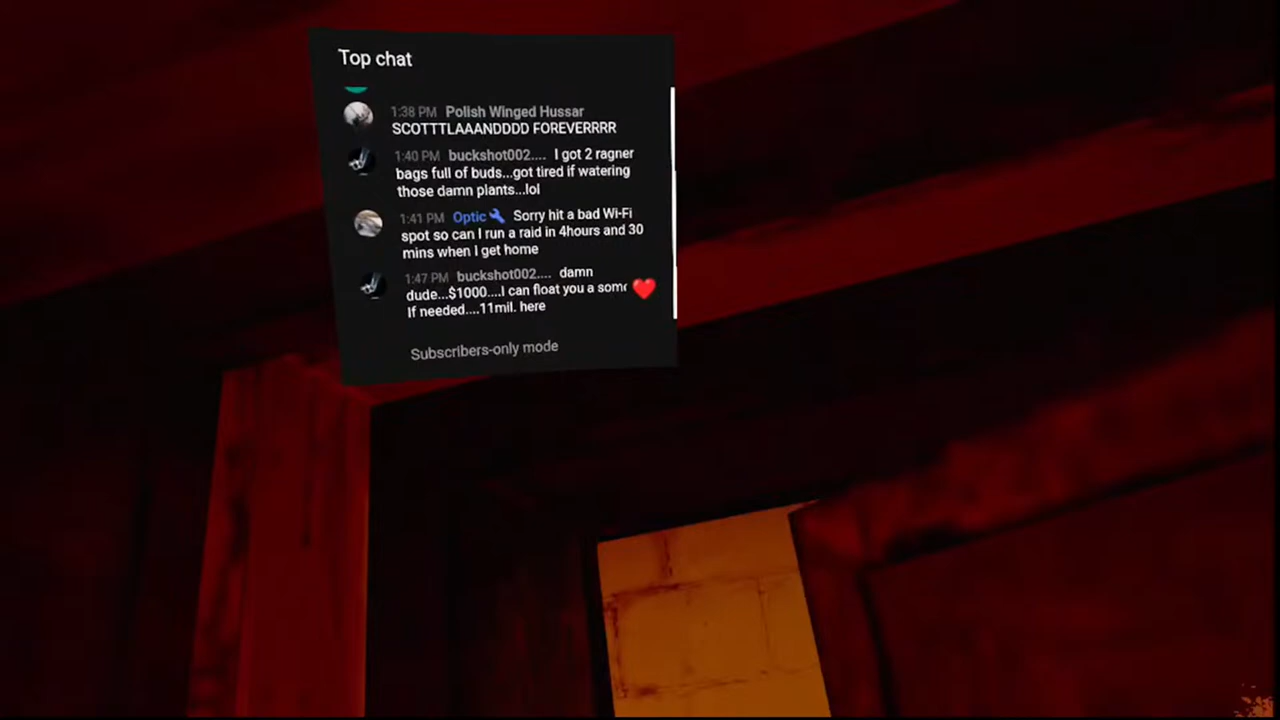 Top chat
1:38 PM Polish Winged Hussar
SCOTTTLAAANDDDD FOREVERRRR
1:40 PM buckshot002.... I got 2 ragner
bags full of buds...got tired if watering
those damn plants...lol
1:41 PM Optic Sorry hit a bad Wi-Fi
spot so can I run a raid in 4hours and 30
mins when I get home
1:47 PM buckshot002.... damn
dude...$1000....I can float you a some
If needed....11mil. here
Subscribers-only mode